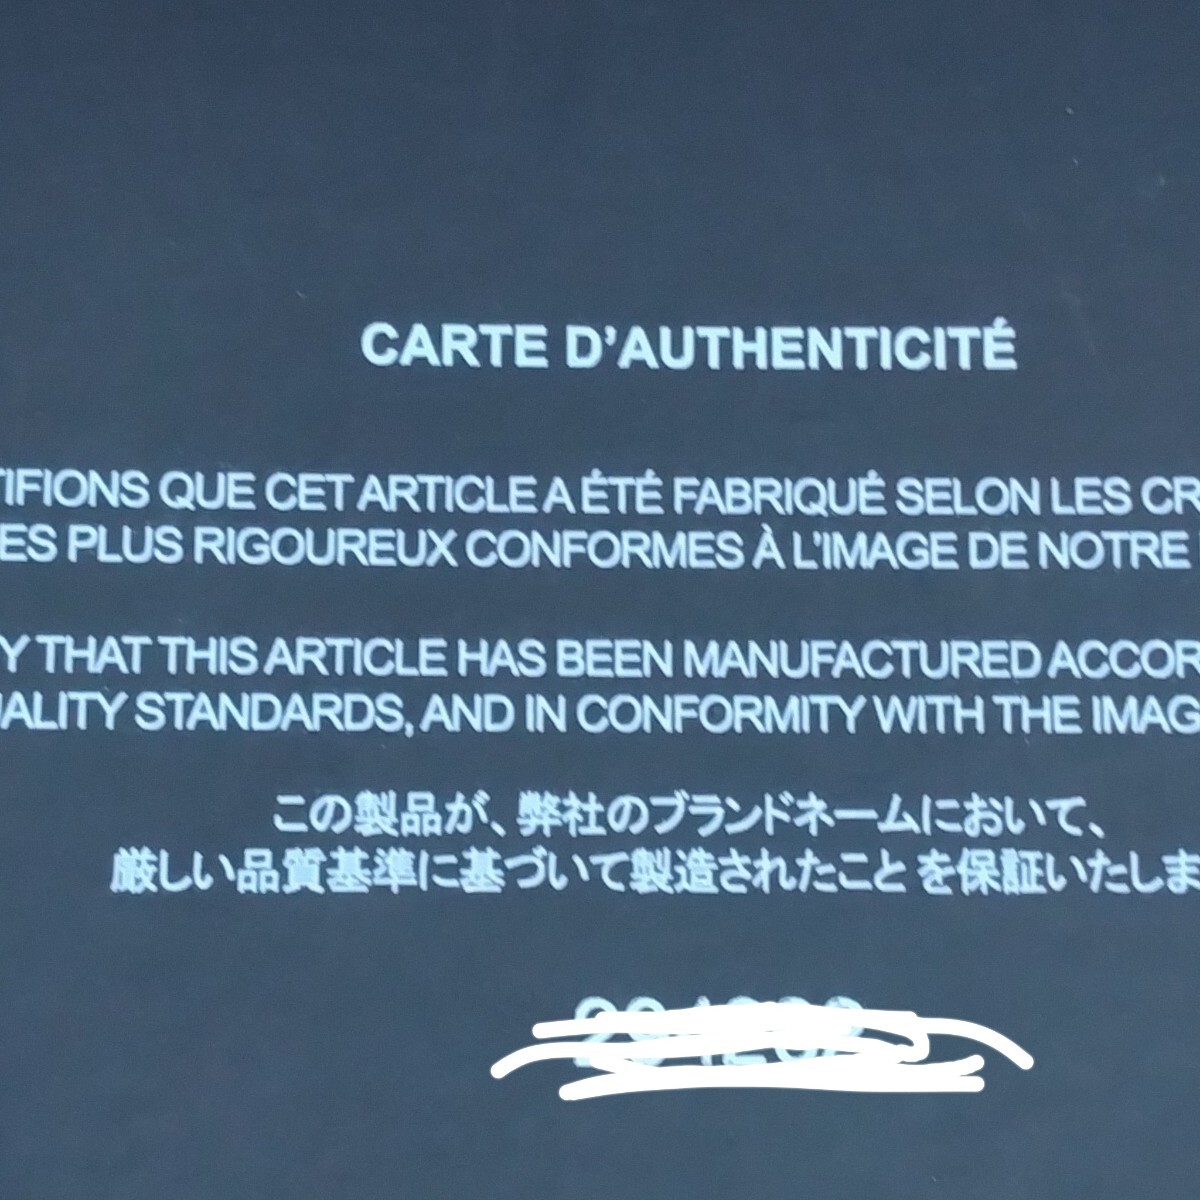 CARTE D'AUTHENTICITÉ
TIFIONS QUE CET ARTICLE A ÉTÉ FABRIQUÉ SELON LES CR
ES PLUS RIGOUREUX CONFORMES À L'IMAGE DE NOTRE
Y THAT THIS ARTICLE HAS BEEN MANUFACTURED ACCOR
ALITY STANDARDS, AND IN CONFORMITY WITH THE IMAG
この製品が、弊社のブランドネームにおいて、
厳しい品質基準に基づいて製造されたこと を保証いたしま